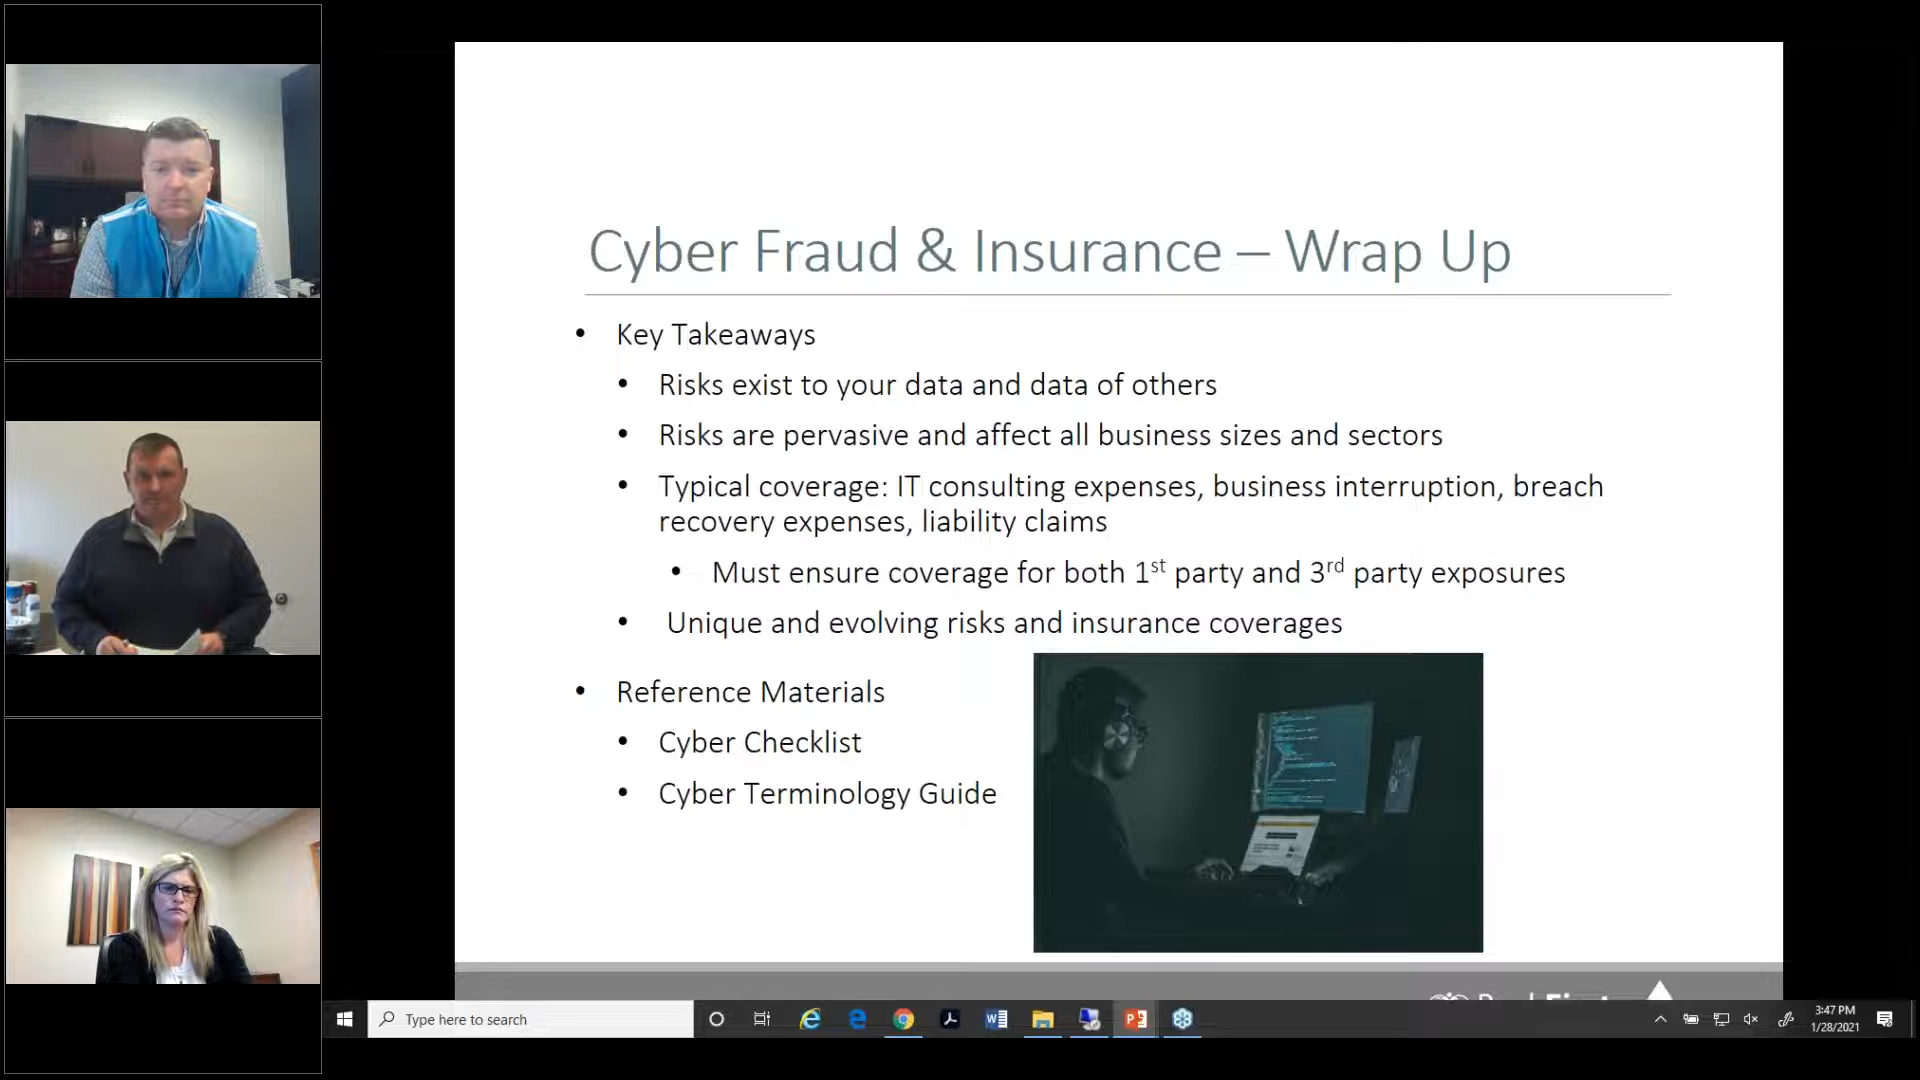 Cyber Fraud & Insurance – Wrap Up
• Key Takeaways
• Risks exist to your data and data of others
• Risks are pervasive and affect all business sizes and sectors
• Typical coverage: IT consulting expenses, business interruption, breach
recovery expenses, liability claims
• Must ensure coverage for both 1st party and 3rd party exposures
• Unique and evolving risks and insurance coverages
• Reference Materials
• Cyber Checklist
• Cyber Terminology Guide
Type here to search
3:47 PM
1/28/2021